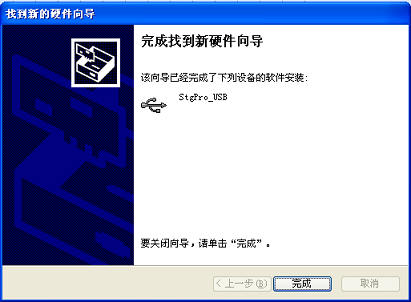 找到新的硬件向导
完成找到新硬件向导
该向导已经完成了下列设备的软件安装:
StgPro_USB
要关闭向导，请单击“完成”。
< 上一步(B)
完成
取消